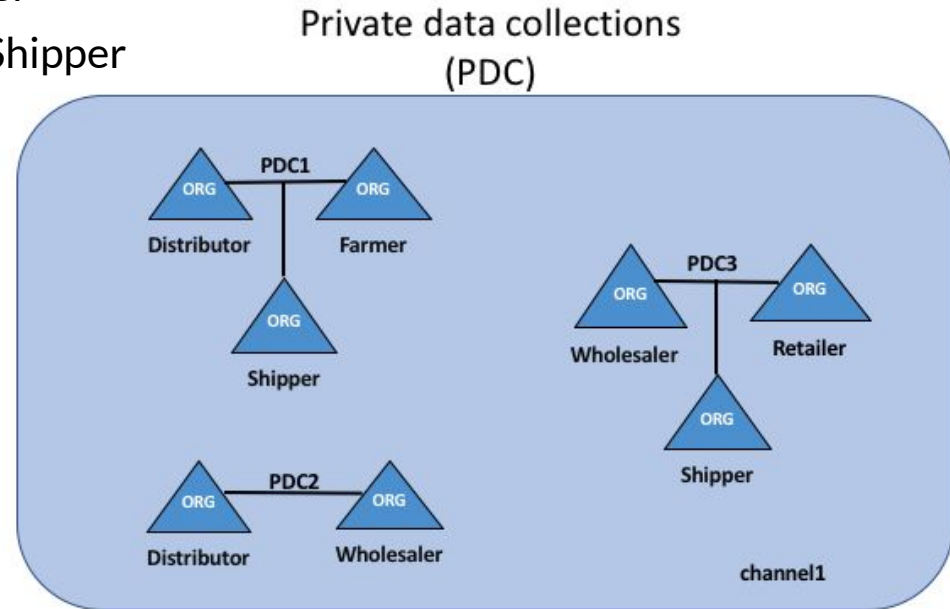 Shipper
Private data collections
(PDC)
PDC1
ORG
ORG
Distributor
Farmer
ORG
Shipper
PDC2
ORG
ORG
Distributor
Wholesaler
PDC3
ORG
ORG
Wholesaler
Retailer
ORG
Shipper
channel1